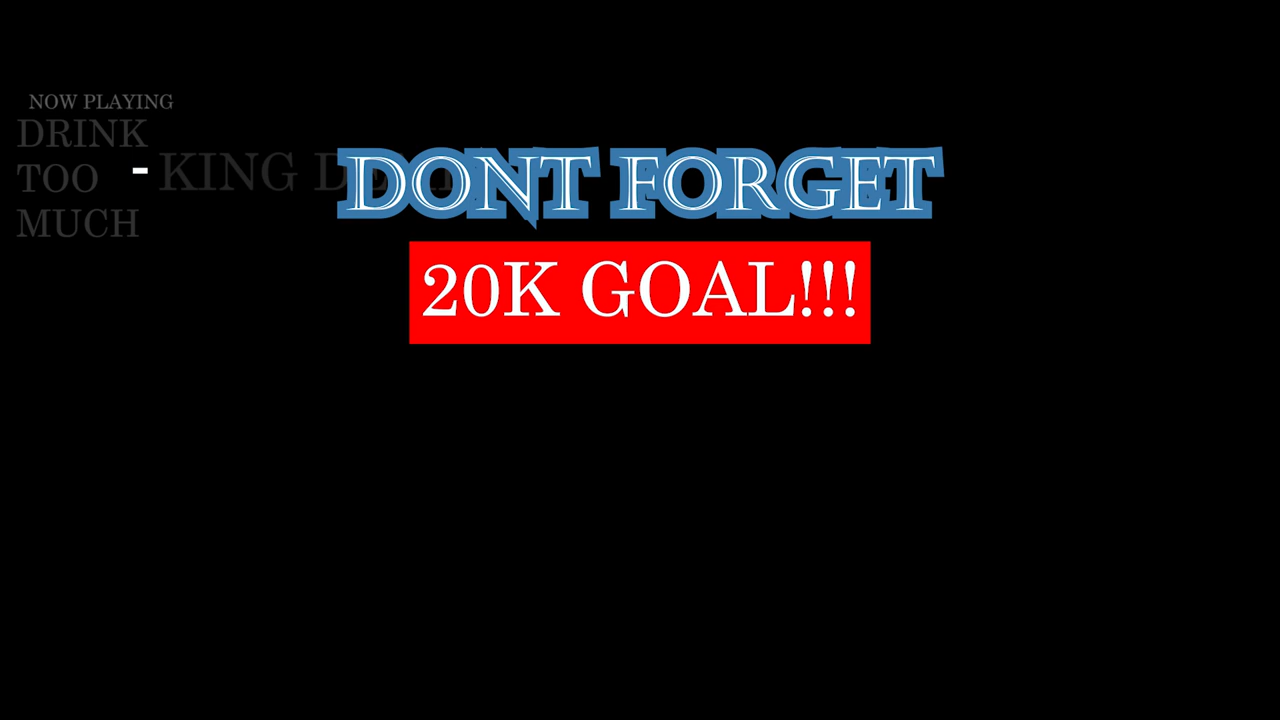 NOW PLAYING
DRINK
TOO
MUCH
- KING
DONT FORGET
20K GOAL!!!